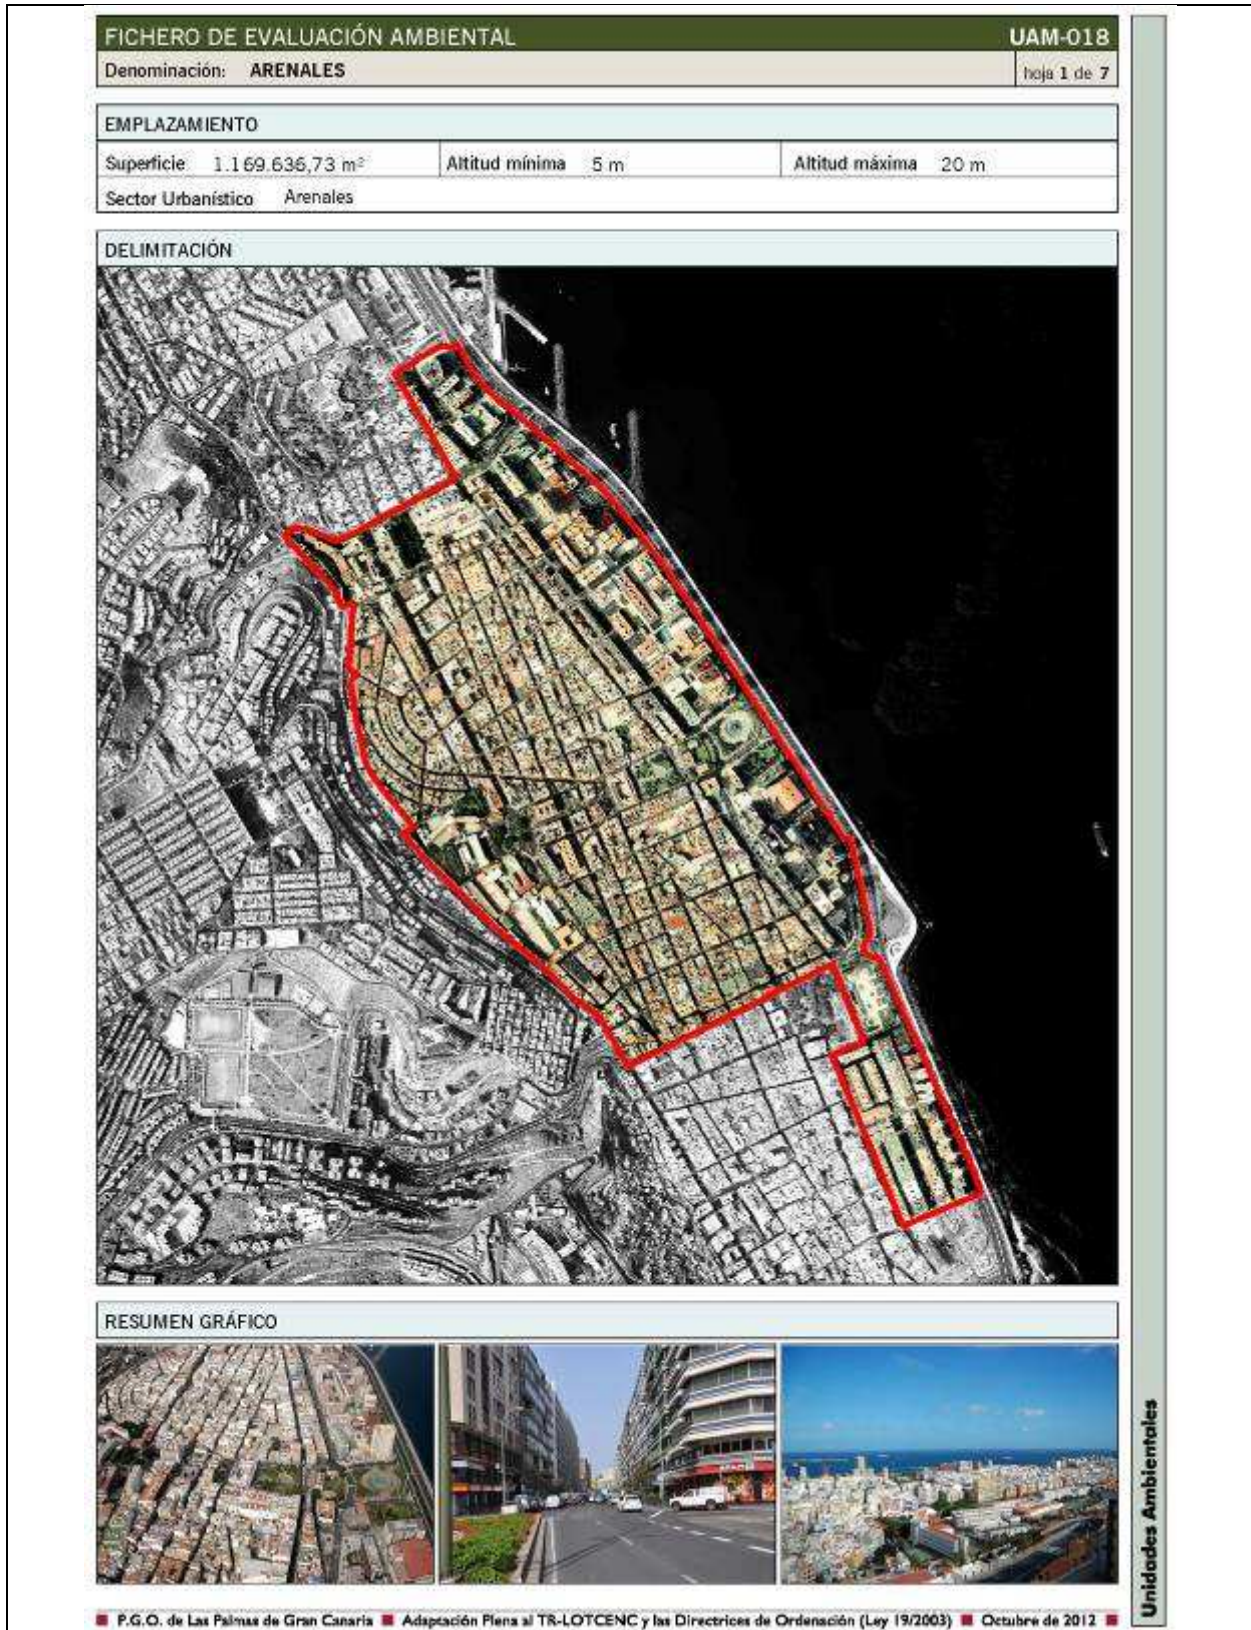 FICHERO DE EVALUACIÓN AMBIENTAL UAM-018
Denominación: ARENALES hoja 1 de 7
EMPLAZAMIENTO
Superficie 1.169.636,73 m² Altitud mínima 5 m Altitud máxima 20 m
Sector Urbanístico Arenales
DELIMITACIÓN
RESUMEN GRÁFICO
Unidades Ambientales
P.G.O. de Las Palmas de Gran Canaria Adaptación Plena al TR-LOTCENC y las Directrices de Ordenación (Ley 19/2003) Octubre de 2012